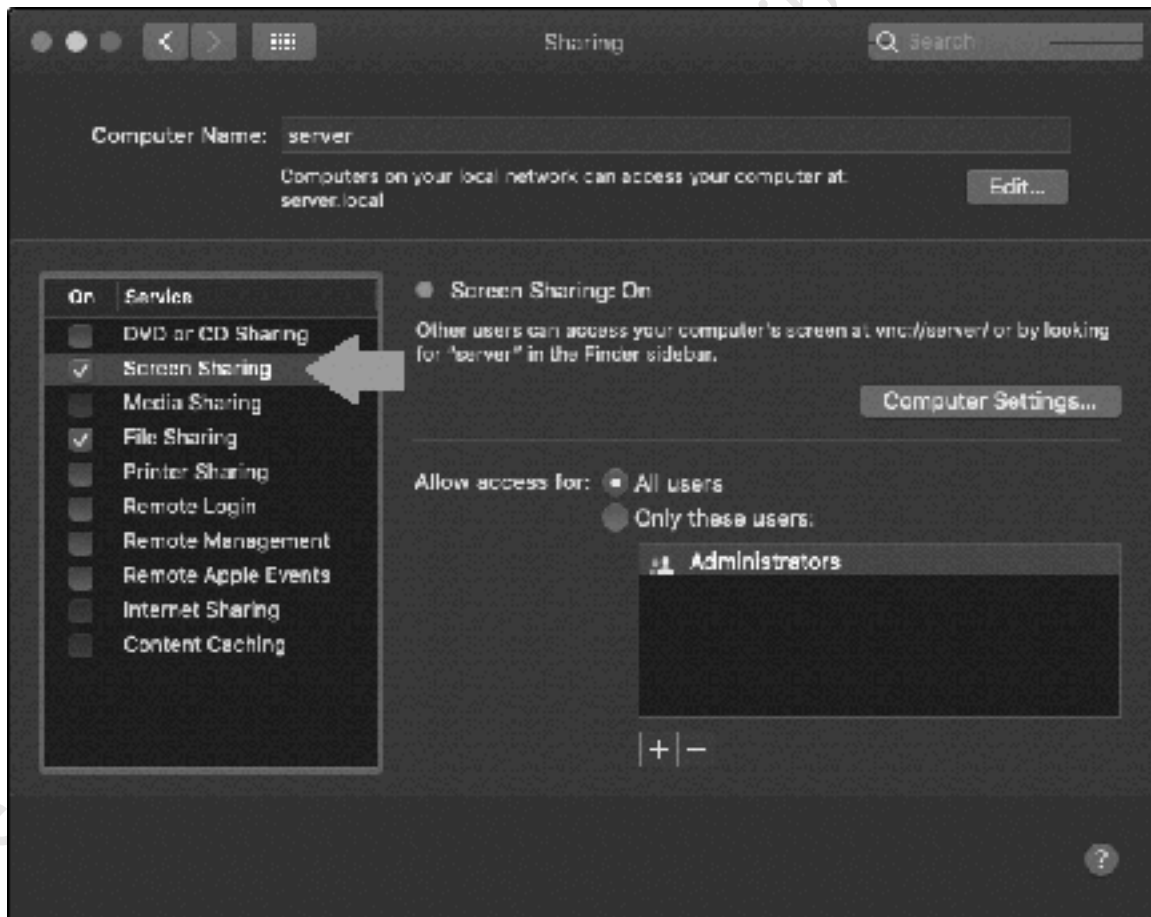 Sharing
Search
Computer Name: server
Computers on your local network can access your computer at:
server.local
Edit...
On Service
DVD or CD Sharing
Screen Sharing
Media Sharing
File Sharing
Printer Sharing
Remote Login
Remote Management
Remote Apple Events
Internet Sharing
Content Caching
Screen Sharing: On
Other users can access your computer's screen at vnc://server/ or by looking
for "server" in the Finder sidebar.
Computer Settings...
Allow access for: All users
Only these users:
Administrators
+ −
?